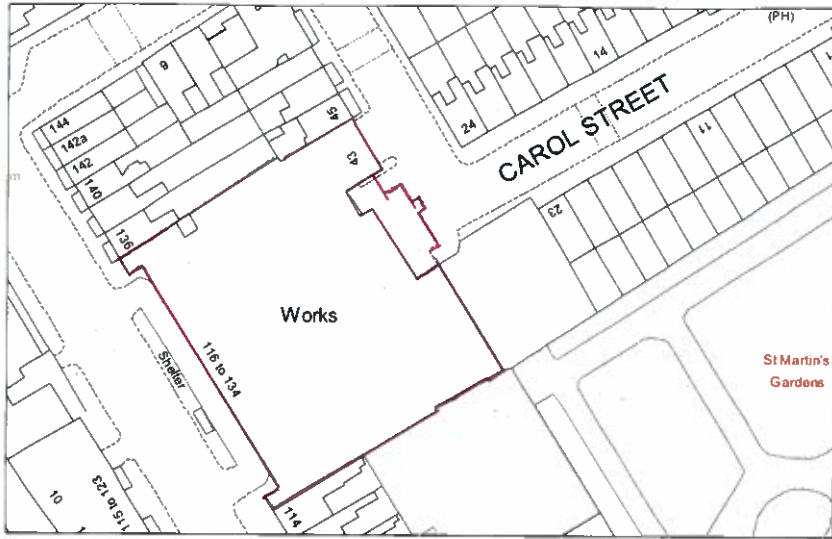 (PH)
9
144
142a
142
140
136
45
43
14
24
CAROL STREET
11
23
Works
116 to 134
Shelter
St Martin's
Gardens
10
115 to 123
114